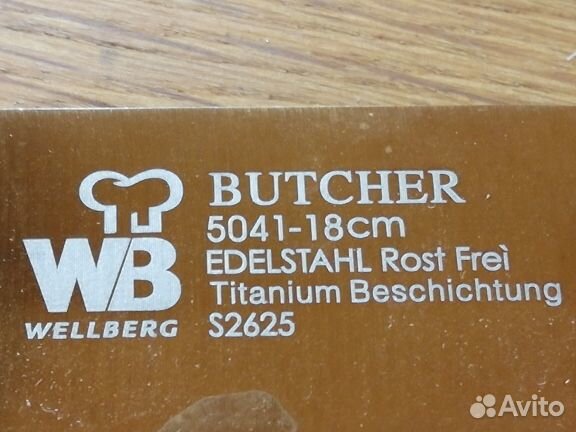 BUTCHER
5041-18cm
EDELSTAHL Rost Freì
Titanium Beschichtung
S2625
WB
WELLBERG
Avito